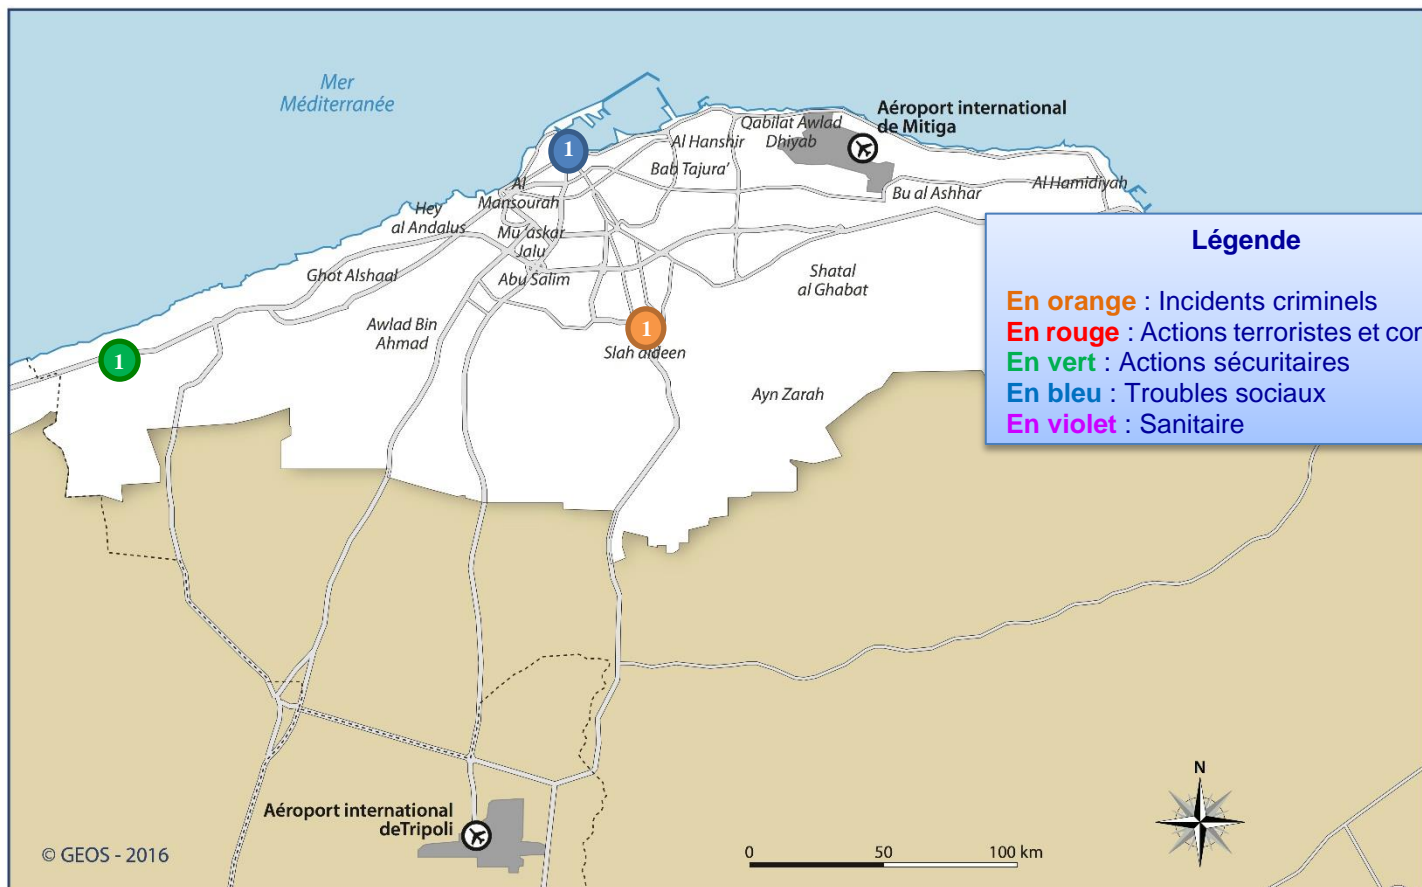 Mer
Méditerranée
Aéroport international
de Mitiga
Qabilat Awlad
Dhiyab
1
Al Hanshir
Bab Tajura'
Al
Mansourah
Bu al Ashhar
Al Hamidiyah
Hey
al Andalus
Mu'askar
Jalu
Légende
Ghot Alshaal
Abu Salim
Shatal
al Ghabat
En orange : Incidents criminels
En rouge : Actions terroristes et con
En vert : Actions sécuritaires
En bleu : Troubles sociaux
En violet : Sanitaire
Awlad Bin
Ahmad
1
Slah aldeen
1
Ayn Zarah
Aéroport international
deTripoli
N
© GEOS - 2016
0 50 100 km